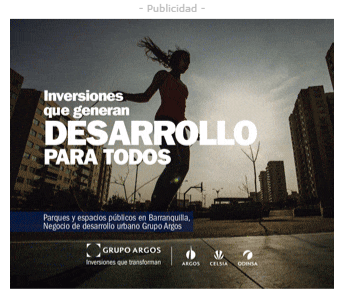 - Publicidad -
Inversiones
que generan
DESARROLLO
PARA TODOS
Parques y espacios públicos en Barranquilla,
Negocio de desarrollo urbano Grupo Argos
GRUPO ARGOS
Inversiones que transforman
ARGOS CELSIA ODINSA